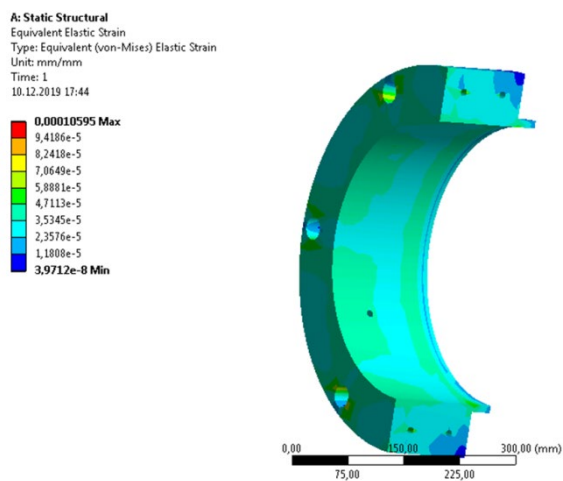 A: Static Structural
Equivalent Elastic Strain
Type: Equivalent (von-Mises) Elastic Strain
Unit: mm/mm
Time: 1
10.12.2019 17:44
0,00010595 Max
9,4186e-5
8,2418e-5
7,0649e-5
5,8881e-5
4,7113e-5
3,5345e-5
2,3576e-5
1,1808e-5
3,9712e-8 Min
0,00 150,00 300,00 (mm)
75,00 225,00